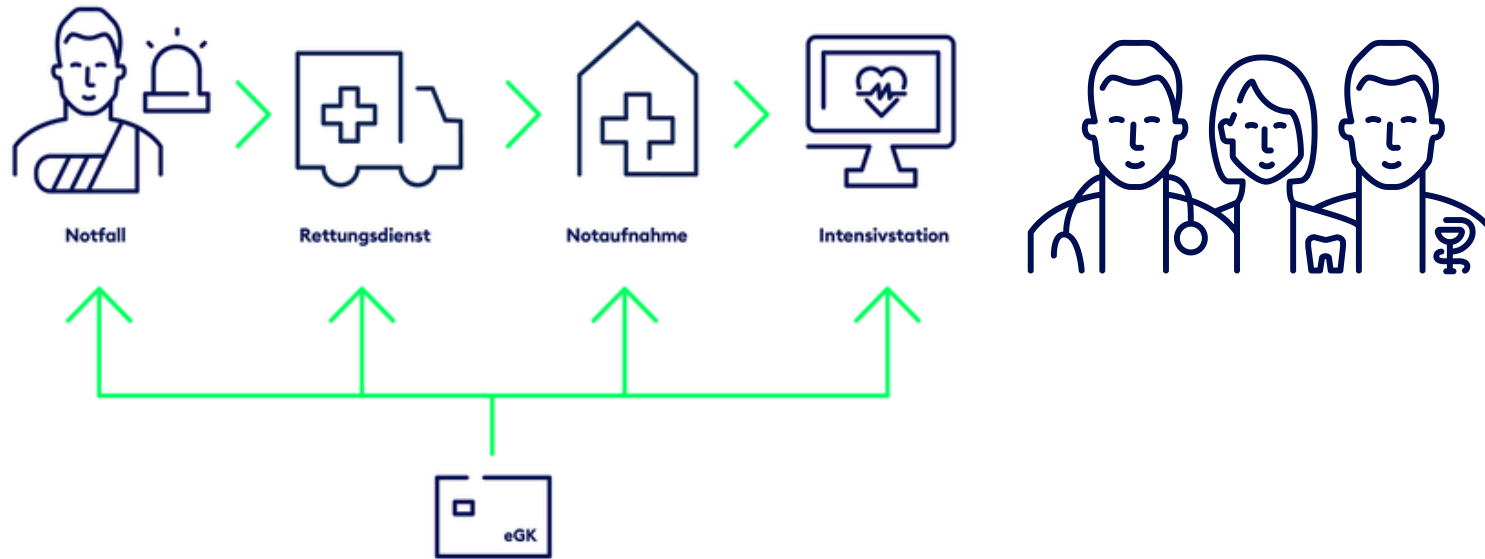 Notfall
Rettungsdienst
Notaufnahme
Intensivstation
eGK